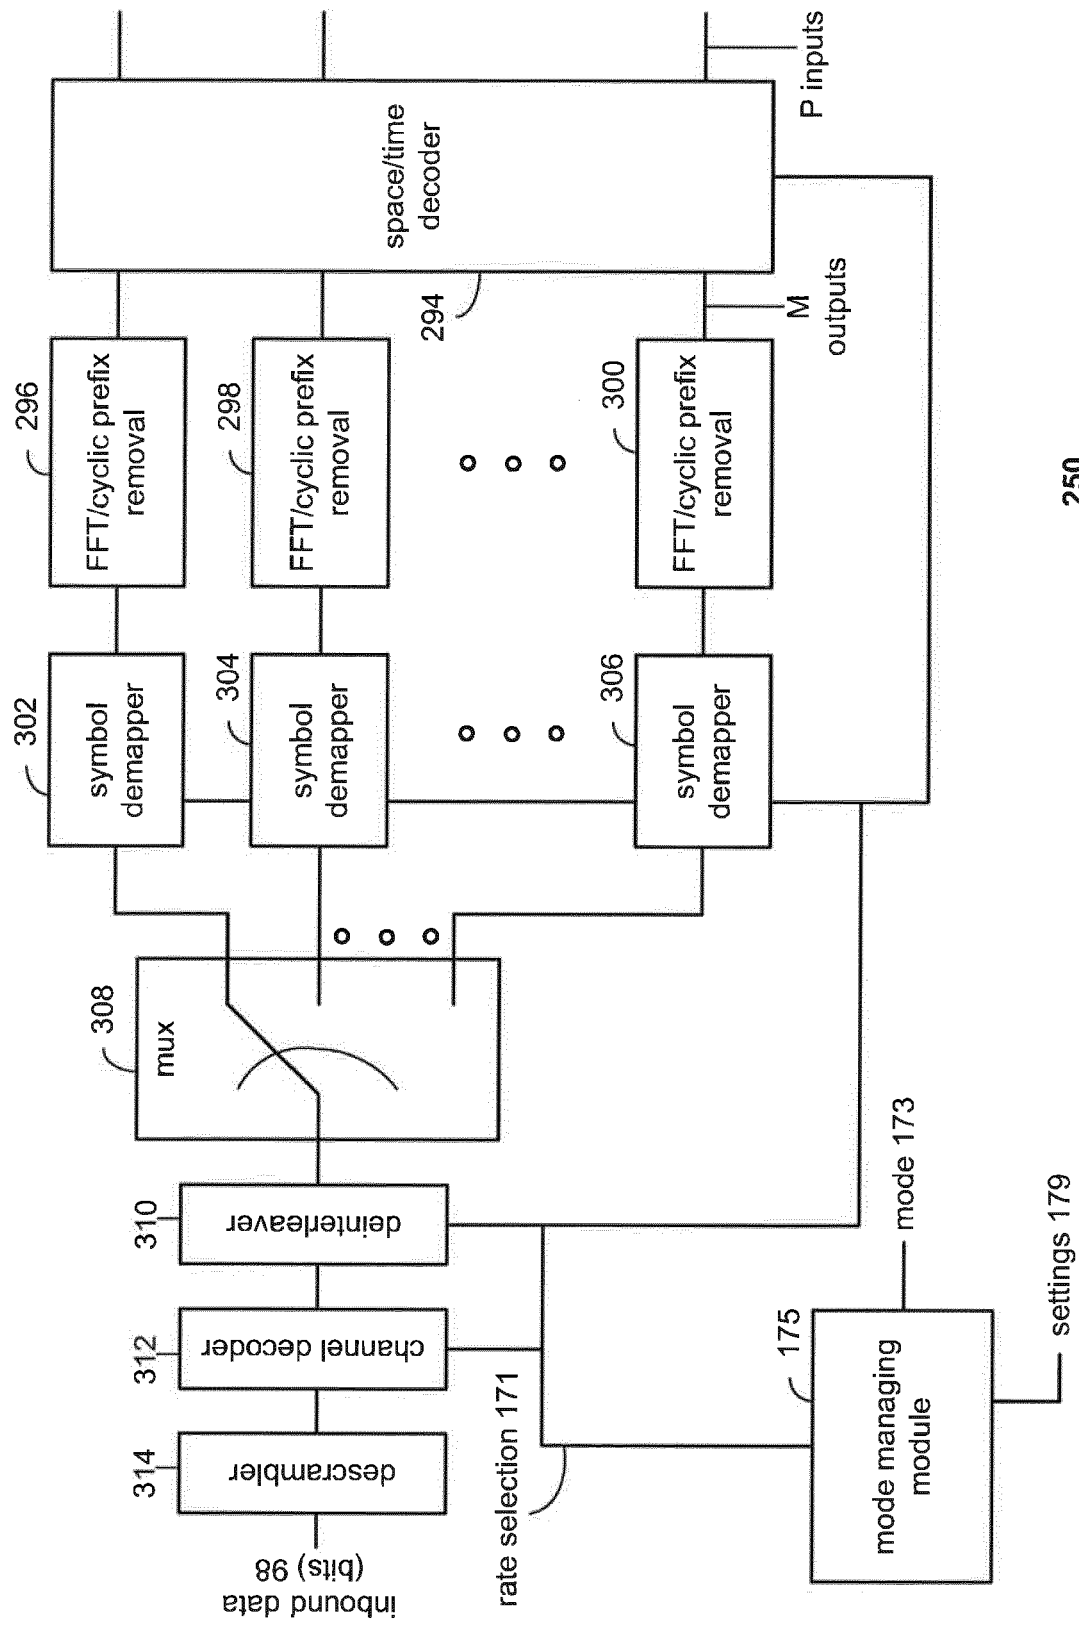 inbound data
(bits) 98
314
descrambler
312
channel decoder
310
deinterleaver
308
mux
302
symbol
demapper
304
symbol
demapper
306
symbol
demapper
296
FFT/cyclic prefix
removal
298
FFT/cyclic prefix
removal
300
FFT/cyclic prefix
removal
294
space/time
decoder
M
outputs
P inputs
rate selection 171
175
mode managing
module
mode 173
settings 179
250